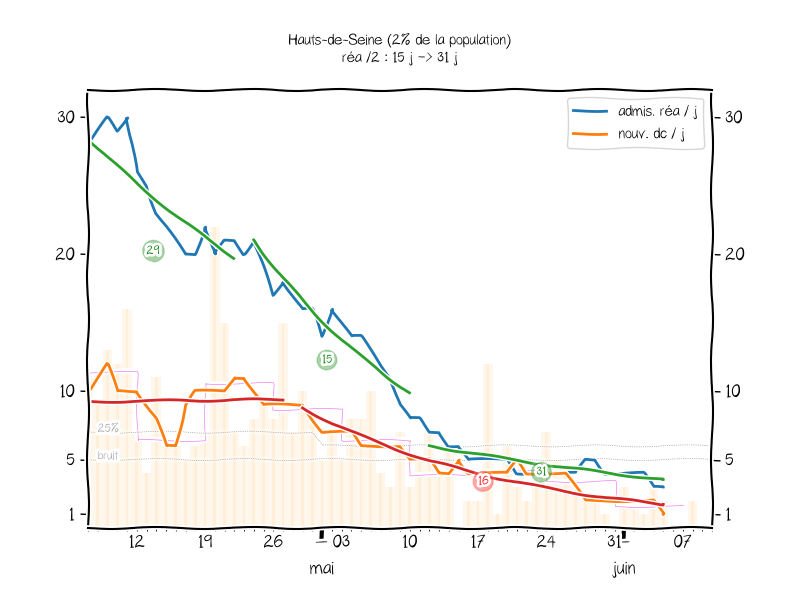 Hauts-de-Seine (2% de la population)
réa /2 : 15 j -> 31 j
admis. réa / j
nouv. dc / j
30
30
20
20
10
10
5
5
1
1
29
15
31
16
25%
bruit
12 19 26 03 10 17 24 31 07
mai juin